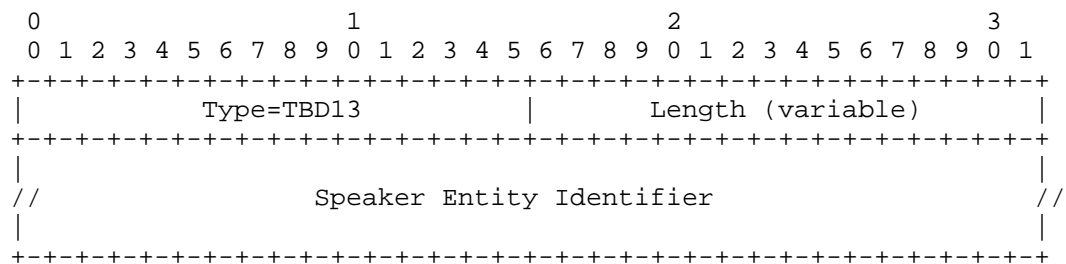 0                   1                   2                   3
 0 1 2 3 4 5 6 7 8 9 0 1 2 3 4 5 6 7 8 9 0 1 2 3 4 5 6 7 8 9 0 1
+-+-+-+-+-+-+-+-+-+-+-+-+-+-+-+-+-+-+-+-+-+-+-+-+-+-+-+-+-+-+-+-+
|           Type=TBD13          |       Length (variable)       |
+-+-+-+-+-+-+-+-+-+-+-+-+-+-+-+-+-+-+-+-+-+-+-+-+-+-+-+-+-+-+-+-+
|                                                               |
//                 Speaker Entity Identifier                    //
|                                                               |
+-+-+-+-+-+-+-+-+-+-+-+-+-+-+-+-+-+-+-+-+-+-+-+-+-+-+-+-+-+-+-+-+